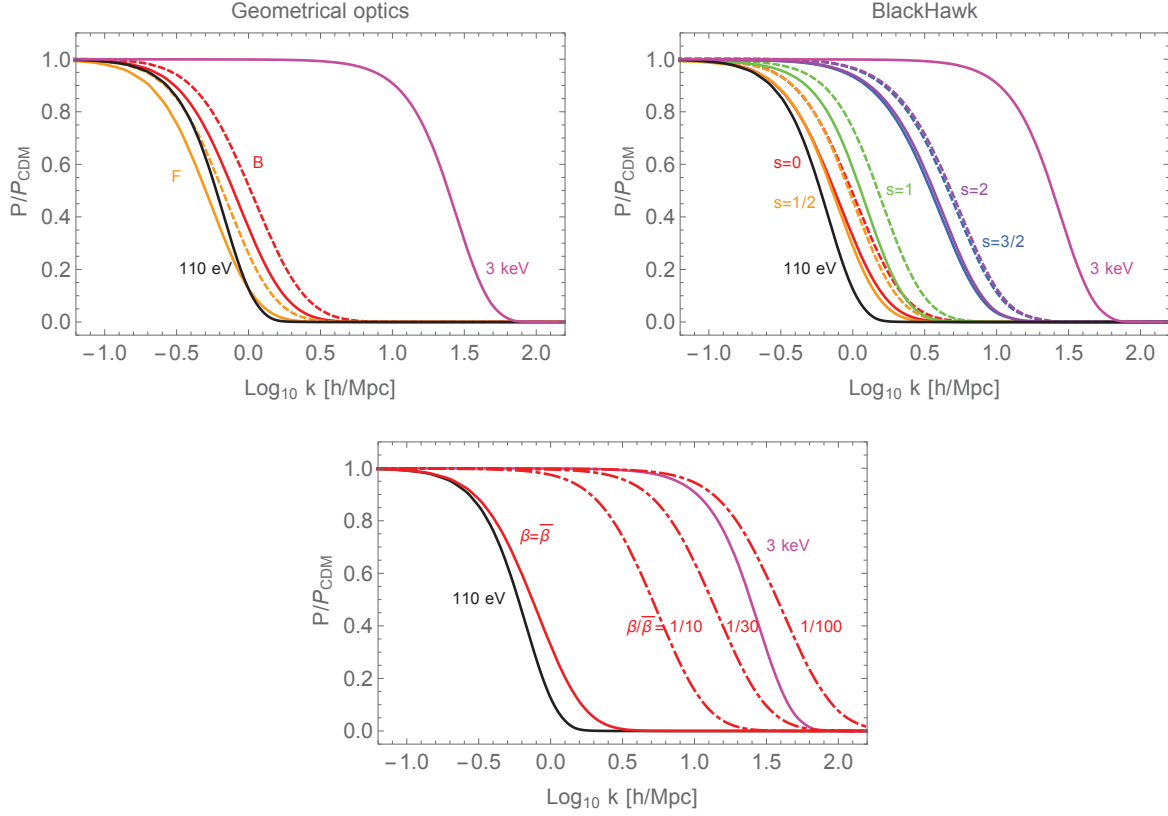 Geometrical optics
P/P_CDM
1.0
0.8
0.6
0.4
0.2
0.0
B
F
110 eV
3 keV
−1.0 −0.5 0.0 0.5 1.0 1.5 2.0
Log₁₀ k [h/Mpc]
BlackHawk
P/P_CDM
1.0
0.8
0.6
0.4
0.2
0.0
s=0
s=1/2
s=1
s=2
s=3/2
110 eV
3 keV
−1.0 −0.5 0.0 0.5 1.0 1.5 2.0
Log₁₀ k [h/Mpc]
P/P_CDM
1.0
0.8
0.6
0.4
0.2
0.0
β=β̅
3 keV
110 eV
β/β̅= 1/10
1/30
1/100
−1.0 −0.5 0.0 0.5 1.0 1.5 2.0
Log₁₀ k [h/Mpc]